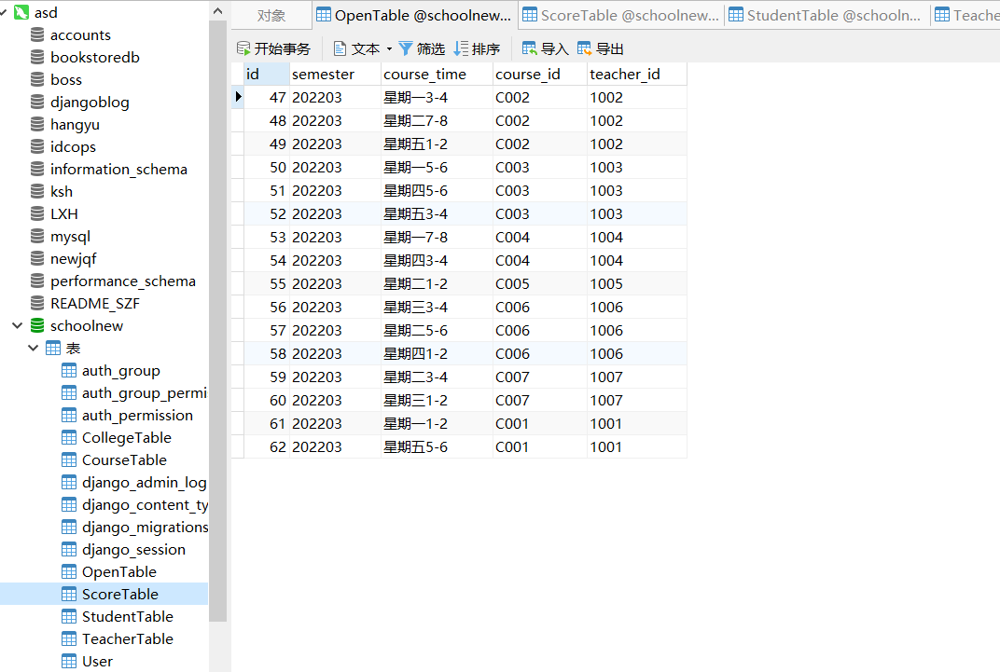 asd
accounts
bookstoredb
boss
djangoblog
hangyu
idcops
information_schema
ksh
LXH
mysql
newjqf
performance_schema
README_SZF
schoolnew
表
auth_group
auth_group_permi
auth_permission
CollegeTable
CourseTable
django_admin_log
django_content_ty
django_migrations
django_session
OpenTable
ScoreTable
StudentTable
TeacherTable
User
对象 OpenTable @schoolnew... ScoreTable @schoolnew... StudentTable @schooln... Teache
开始事务 文本 筛选 排序 导入 导出
id semester course_time course_id teacher_id
47 202203 星期一3-4 C002 1002
48 202203 星期二7-8 C002 1002
49 202203 星期五1-2 C002 1002
50 202203 星期一5-6 C003 1003
51 202203 星期四5-6 C003 1003
52 202203 星期五3-4 C003 1003
53 202203 星期一7-8 C004 1004
54 202203 星期四3-4 C004 1004
55 202203 星期二1-2 C005 1005
56 202203 星期三3-4 C006 1006
57 202203 星期二5-6 C006 1006
58 202203 星期四1-2 C006 1006
59 202203 星期二3-4 C007 1007
60 202203 星期三1-2 C007 1007
61 202203 星期一1-2 C001 1001
62 202203 星期五5-6 C001 1001